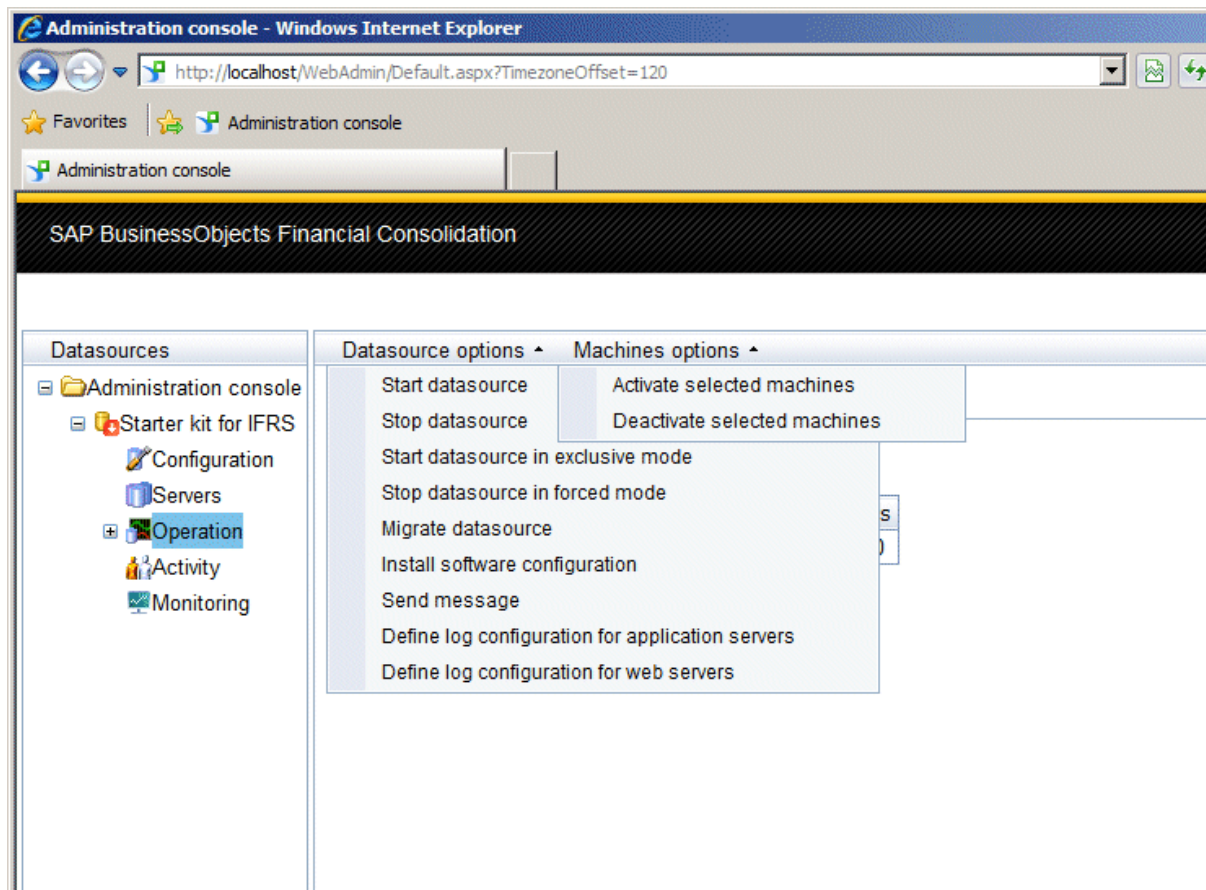 Administration console - Windows Internet Explorer
http://localhost/WebAdmin/Default.aspx?TimezoneOffset=120
Favorites Administration console
Administration console
SAP BusinessObjects Financial Consolidation
Datasources Datasource options Machines options
Administration console Start datasource Activate selected machines
Starter kit for IFRS Stop datasource Deactivate selected machines
Configuration Start datasource in exclusive mode
Servers Stop datasource in forced mode
Operation Migrate datasource
Activity Install software configuration
Monitoring Send message
Define log configuration for application servers
Define log configuration for web servers